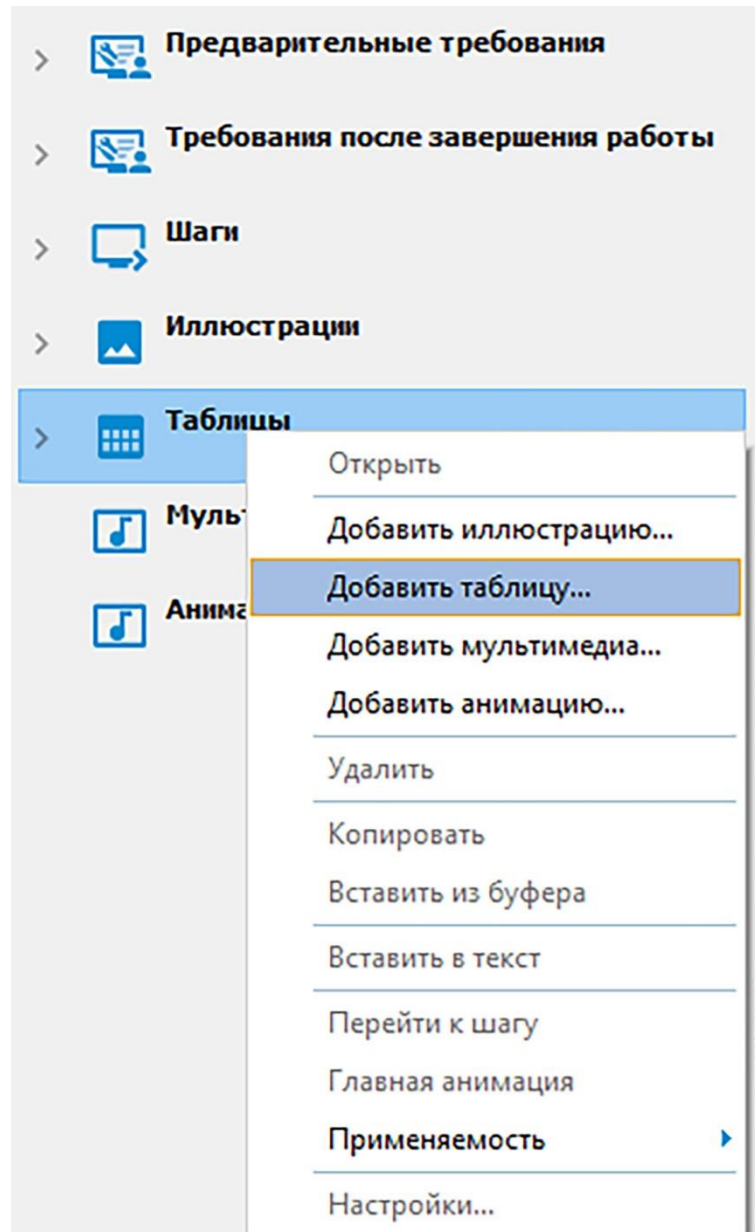 Предварительные требования
Требования после завершения работы
Шаги
Иллюстрации
Таблицы
Открыть
Добавить иллюстрацию...
Добавить таблицу...
Добавить мультимедиа...
Добавить анимацию...
Удалить
Копировать
Вставить из буфера
Вставить в текст
Перейти к шагу
Главная анимация
Применяемость
Настройки...